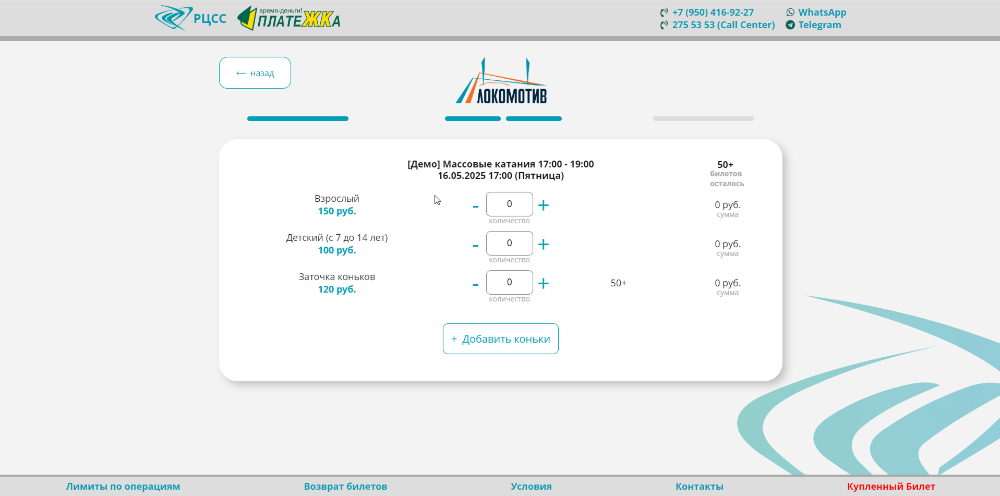 РЦСС
время-деньги!
ПЛАТЕЖКА
+7 (950) 416-92-27
WhatsApp
275 53 53 (Call Center)
Telegram
← назад
ЛОКОМОТИВ
[Демо] Массовые катания 17:00 - 19:00
16.05.2025 17:00 (Пятница)
50+
билетов
осталось
Взрослый
150 руб.
- 0 +
количество
0 руб.
сумма
Детский (с 7 до 14 лет)
100 руб.
- 0 +
количество
0 руб.
сумма
Заточка коньков
120 руб.
- 0 +
количество
50+
0 руб.
сумма
+ Добавить коньки
Лимиты по операциям
Возврат билетов
Условия
Контакты
Купленный Билет